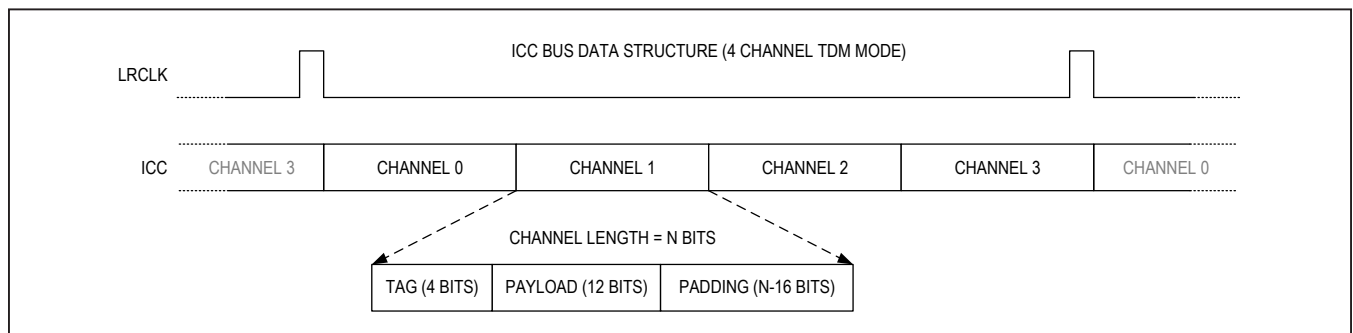 ICC BUS DATA STRUCTURE (4 CHANNEL TDM MODE)
LRCLK
ICC
CHANNEL 3
CHANNEL 0
CHANNEL 1
CHANNEL 2
CHANNEL 3
CHANNEL 0
CHANNEL LENGTH = N BITS
TAG (4 BITS)
PAYLOAD (12 BITS)
PADDING (N-16 BITS)